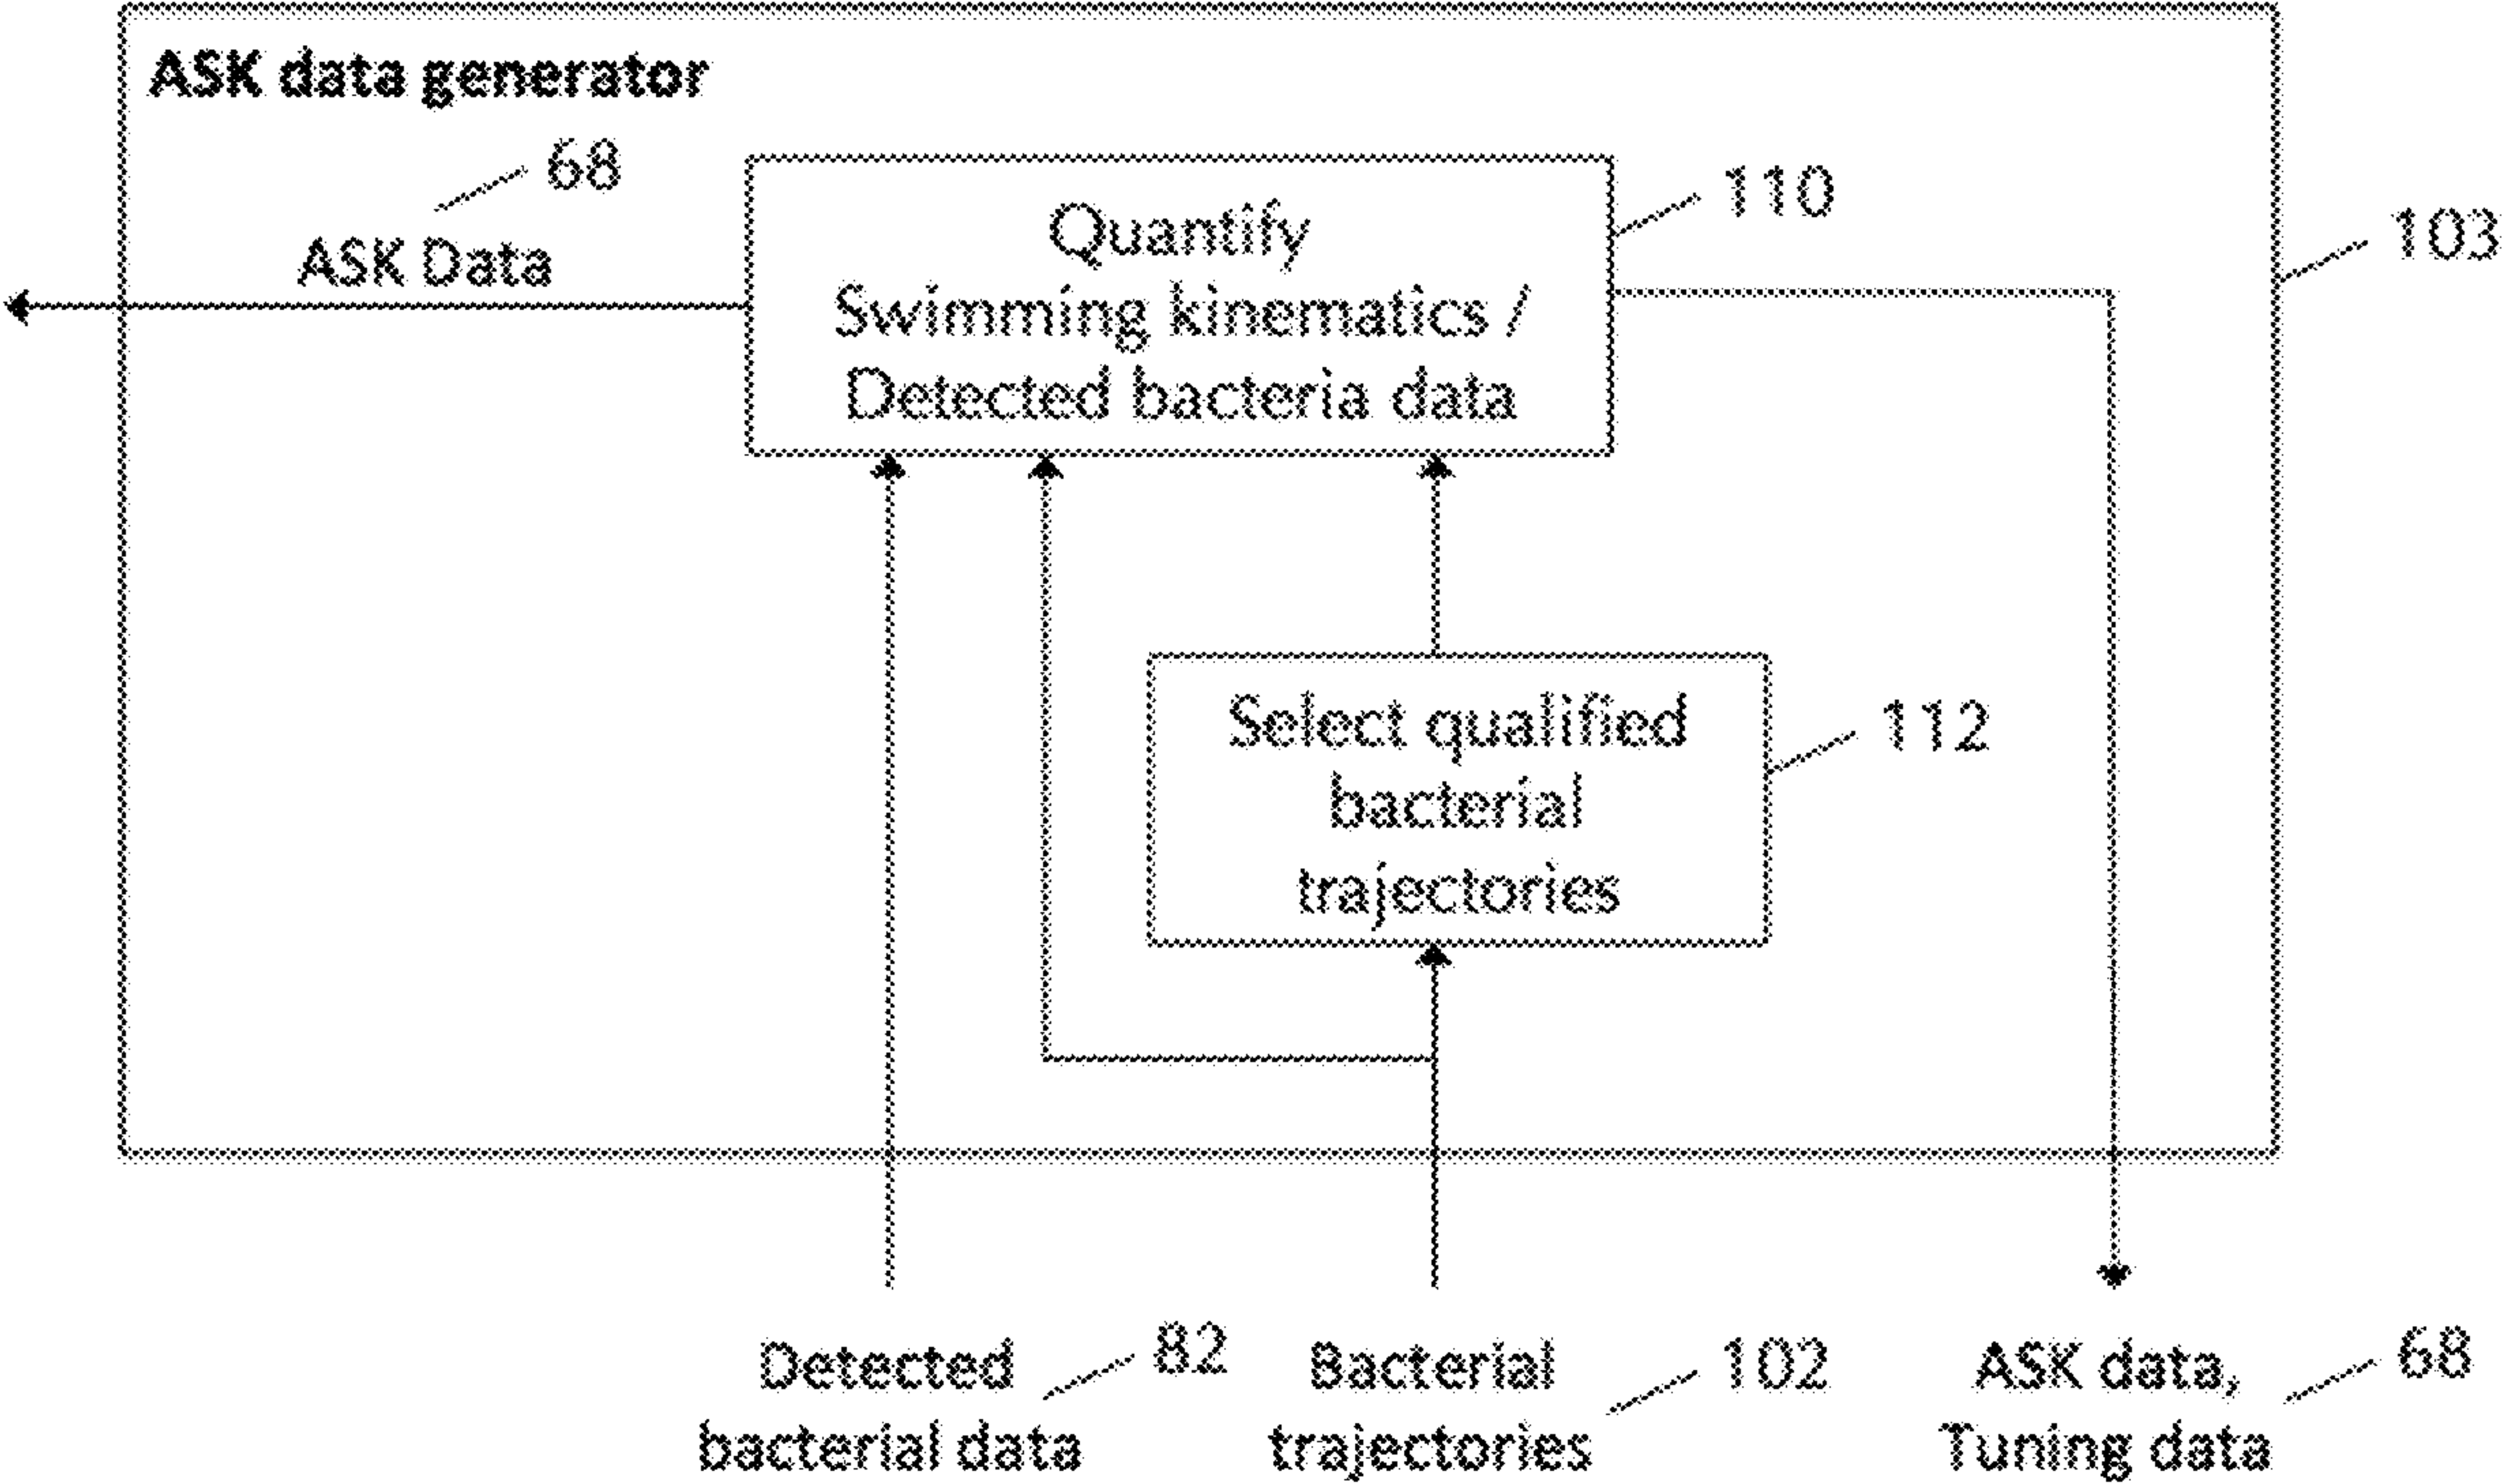 ASK data generator
68
ASK Data
Quantify
Swimming kinematics /
Detected bacteria data
110
103
Select qualified
bacterial
trajectories
112
Detected
bacterial data
82
Bacterial
trajectories
102
ASK data,
Tuning data
68